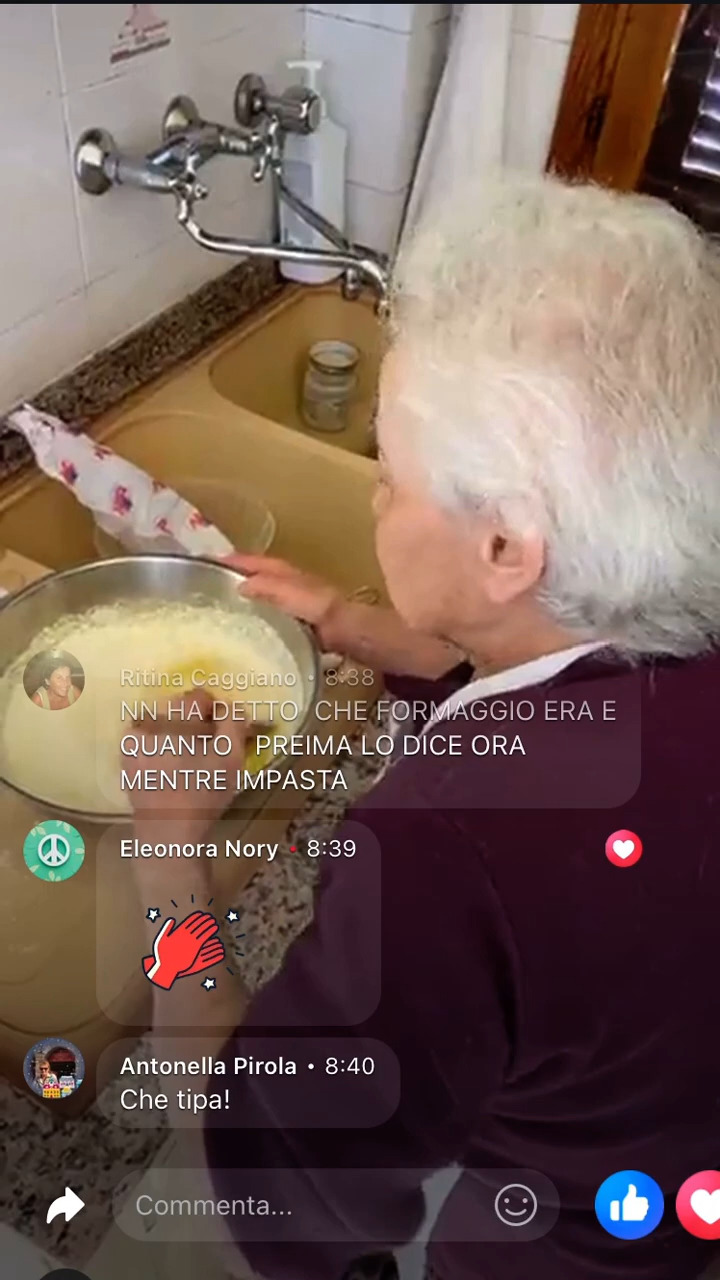 Ritina Caggiano • 8:38
NN HA DETTO CHE FORMAGGIO ERA E
QUANTO PREIMA LO DICE ORA
MENTRE IMPASTA
Eleonora Nory • 8:39
Antonella Pirola • 8:40
Che tipa!
Commenta...